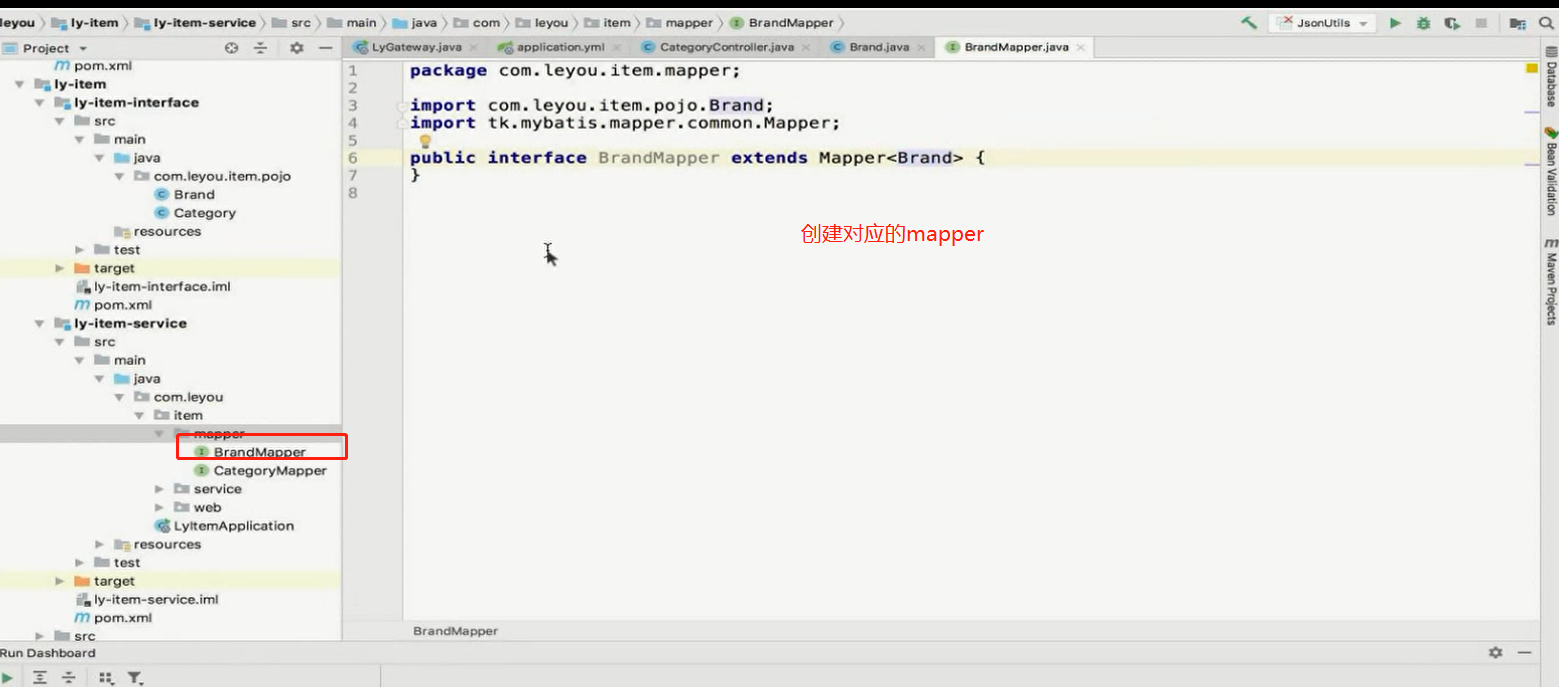 leyou ly-item ly-item-service src main java com leyou item mapper BrandMapper JsonUtils
Project
LyGateway.java application.yml CategoryController.java Brand.java BrandMapper.java
pom.xml
ly-item
ly-item-interface
src
main
java
com.leyou.item.pojo
Brand
Category
resources
test
target
ly-item-interface.iml
pom.xml
ly-item-service
src
main
java
com.leyou
item
mapper
BrandMapper
CategoryMapper
service
web
LyItemApplication
resources
test
target
ly-item-service.iml
pom.xml
src
1 package com.leyou.item.mapper;
2
3 import com.leyou.item.pojo.Brand;
4 import tk.mybatis.mapper.common.Mapper;
5
6 public interface BrandMapper extends Mapper<Brand> {
7 }
8
创建对应的mapper
BrandMapper
Database
Bean Validation
Maven Projects
Run Dashboard